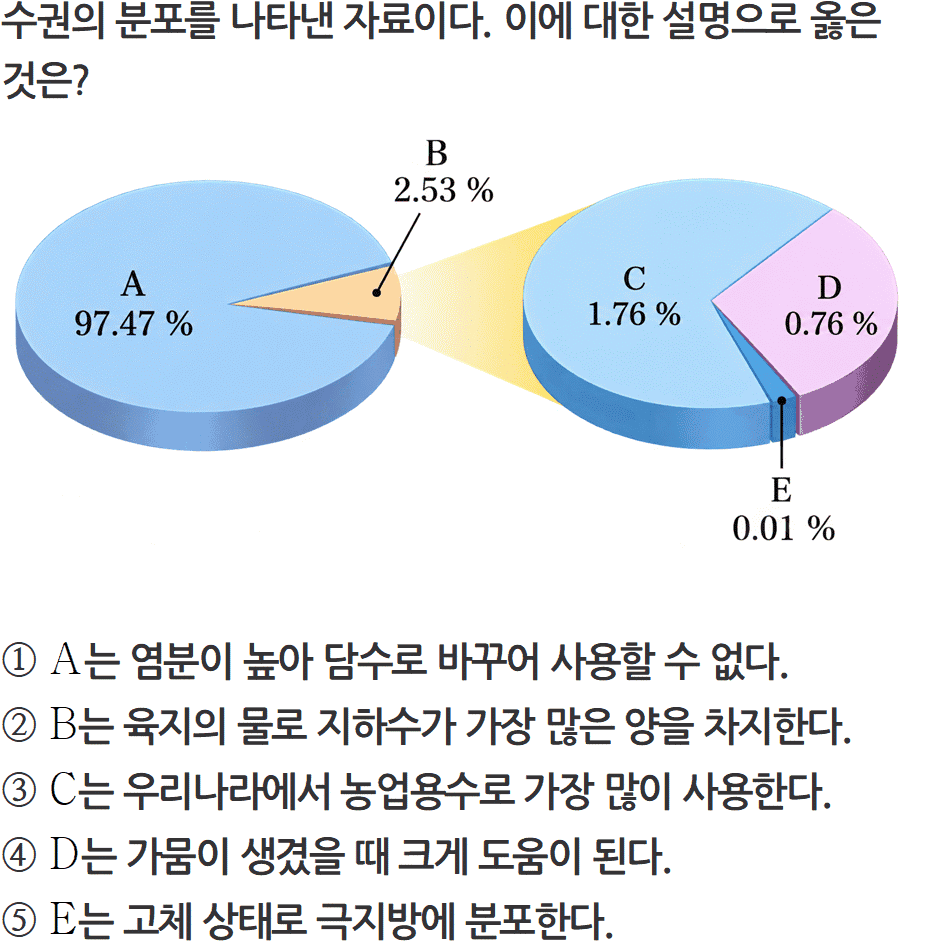 수권의 분포를 나타낸 자료이다. 이에 대한 설명으로 옳은
것은?
B
2.53 %
A
97.47 %
C
1.76 %
D
0.76 %
E
0.01 %
① A는 염분이 높아 담수로 바꾸어 사용할 수 없다.
② B는 육지의 물로 지하수가 가장 많은 양을 차지한다.
③ C는 우리나라에서 농업용수로 가장 많이 사용한다.
④ D는 가뭄이 생겼을 때 크게 도움이 된다.
⑤ E는 고체 상태로 극지방에 분포한다.